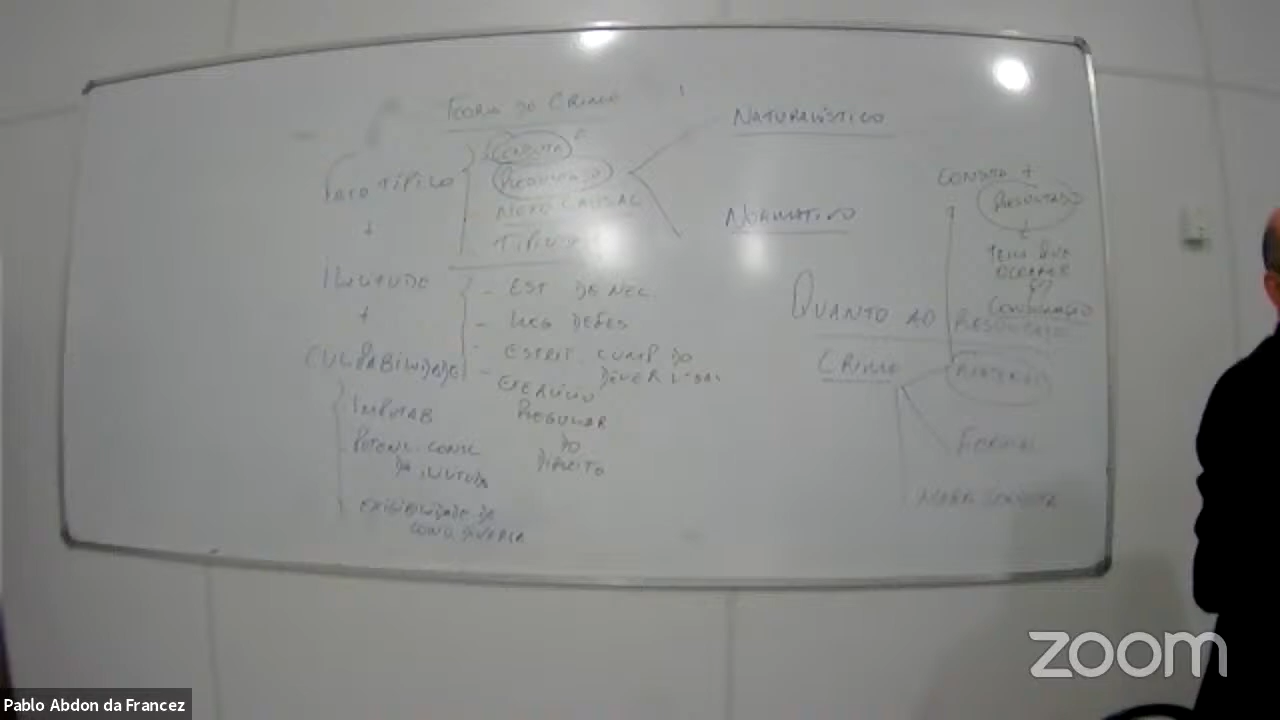 TEORIA DO CRIME
FATO TÍPICO
+
ILICITUDE
+
CULPABILIDADE
CONDUTA
RESULTADO
NEXO CAUSAL
- EST DE NEC.
- LEG DEFES
- ESTRIT. CUMP DO
DEVER LEGAL
- EXERCÍCIO
REGULAR
DO
DIREITO
IMPUTAB
POTENC. CONSC
DA ILICITUDE
EXIGIBILIDADE DE
COND. DIVERSA
NATURALÍSTICO
NORMATIVO
CONDUTA +
RESULTADO
TEM QUE
OCORRER
P/
CONSUMAÇÃO
QUANTO AO RESULTADO
CRIME
MATERIAL
FORMAL
MERA CONDUTA
zoom
Pablo Abdon da Francez